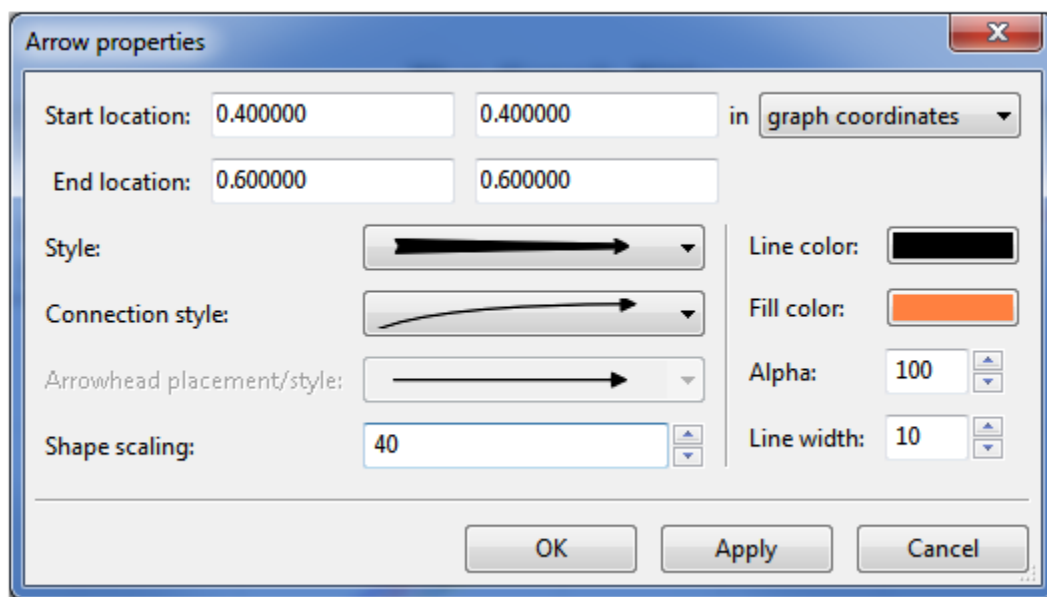 Arrow properties
Start location: 0.400000 0.400000 in graph coordinates
End location: 0.600000 0.600000
Style: Line color:
Connection style: Fill color:
Arrowhead placement/style: Alpha: 100
Shape scaling: 40 Line width: 10
OK Apply Cancel